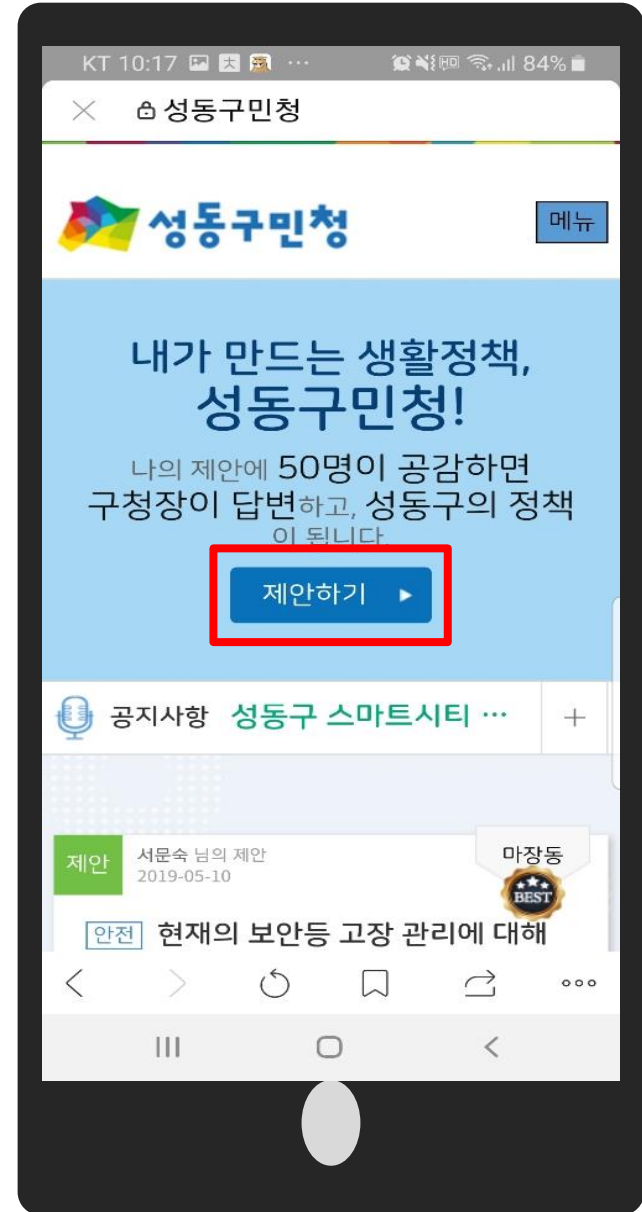 KT 10:17 ··· HD 84%
성동구민청
성동구민청
메뉴
내가 만드는 생활정책,
성동구민청!
나의 제안에 50명이 공감하면
구청장이 답변하고, 성동구의 정책
이 됩니다.
제안하기 ▶
공지사항 성동구 스마트시티 ··· +
제안 서문숙 님의 제안 마장동
2019-05-10
BEST
안전 현재의 보안등 고장 관리에 대해